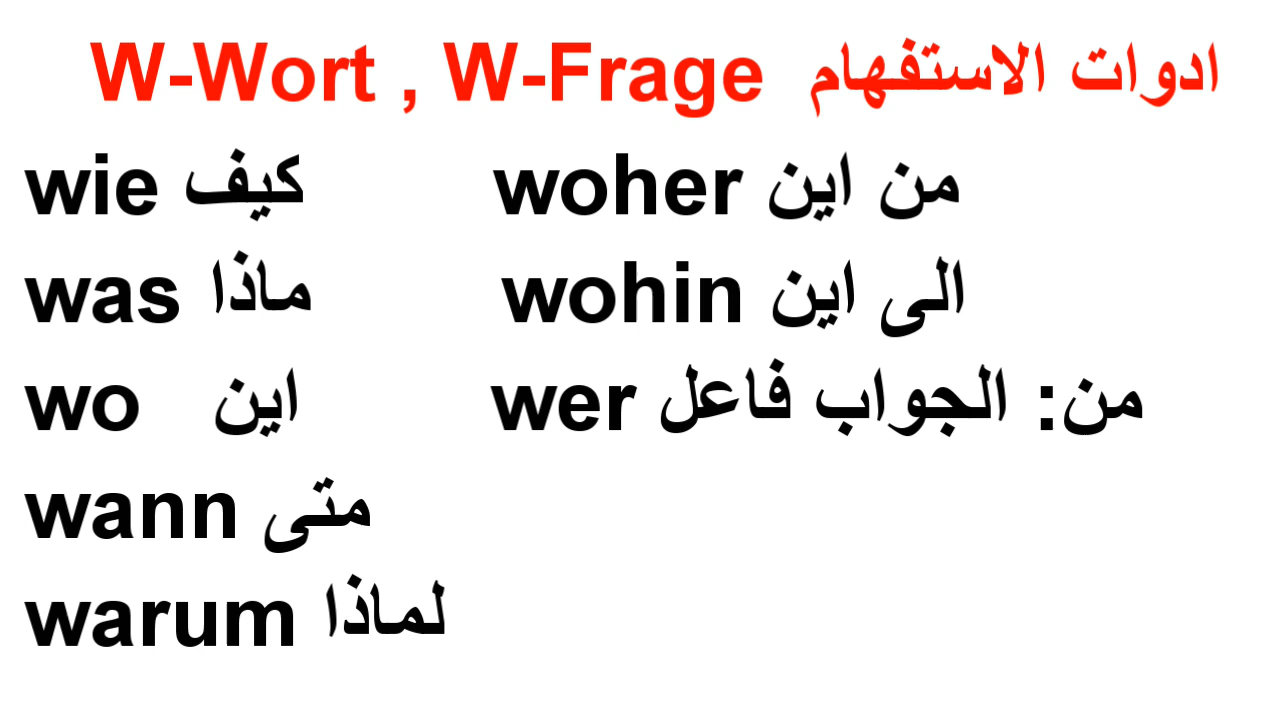 W-Wort , W-Frage ادوات الاستفهام
wie كيف woher من اين
was ماذا wohin الى اين
wo اين wer من: الجواب فاعل
wann متى
warum لماذا